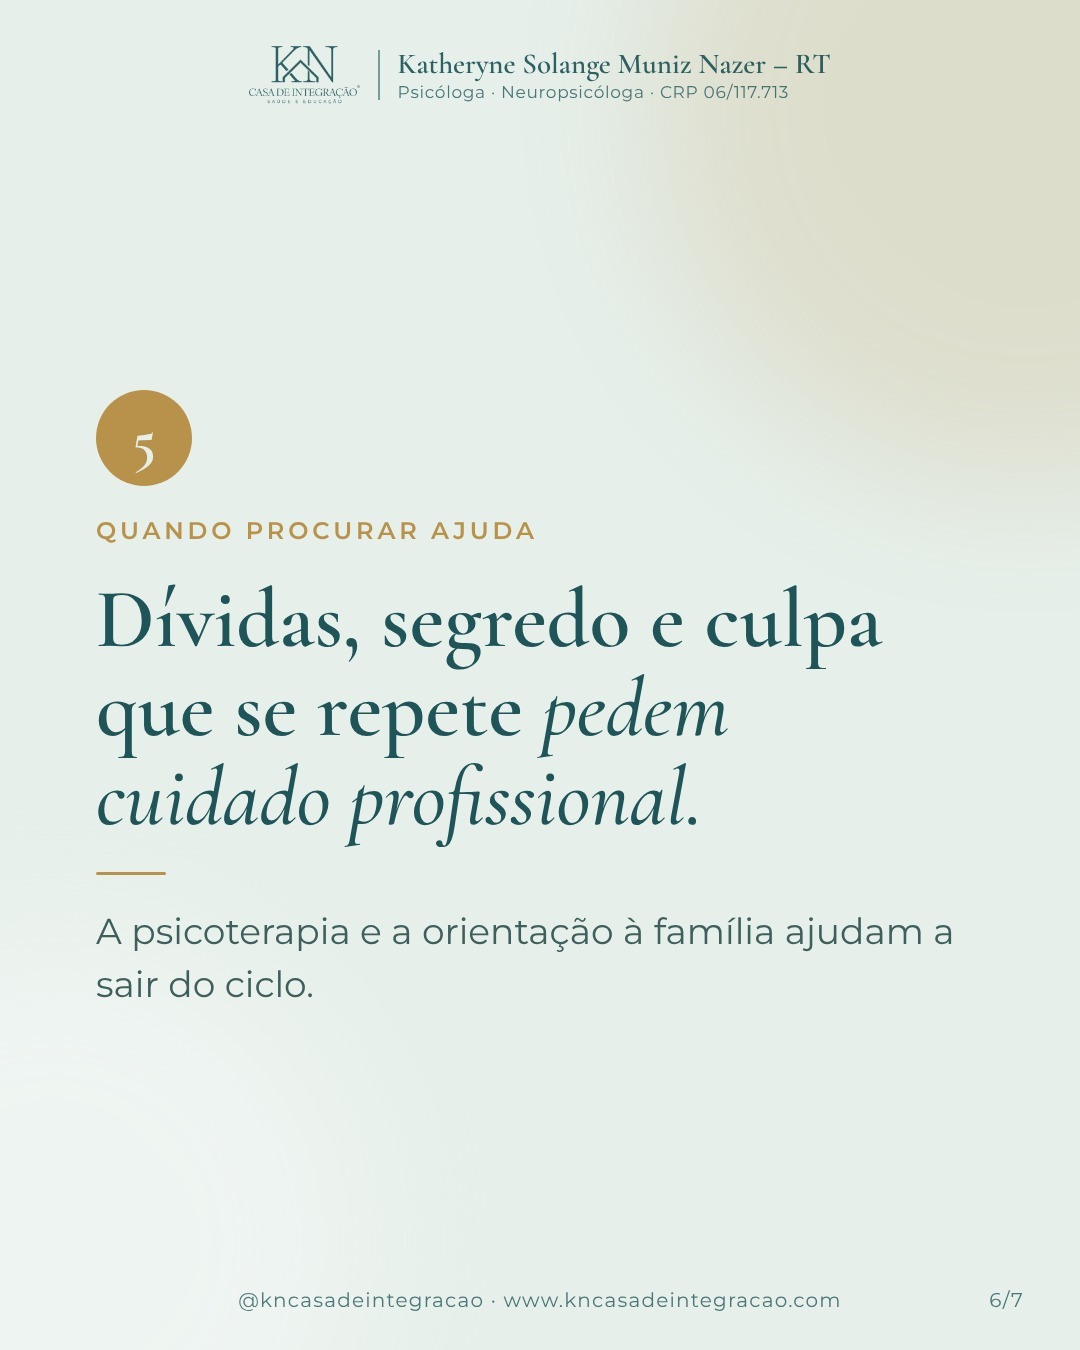 KN
CASA DE INTEGRAÇÃO®
SAÚDE E EDUCAÇÃO
Katheryne Solange Muniz Nazer – RT
Psicóloga · Neuropsicóloga · CRP 06/117.713
5
QUANDO PROCURAR AJUDA
Dívidas, segredo e culpa
que se repete pedem
cuidado profissional.
A psicoterapia e a orientação à família ajudam a
sair do ciclo.
@kncasadeintegracao · www.kncasadeintegracao.com
6/7